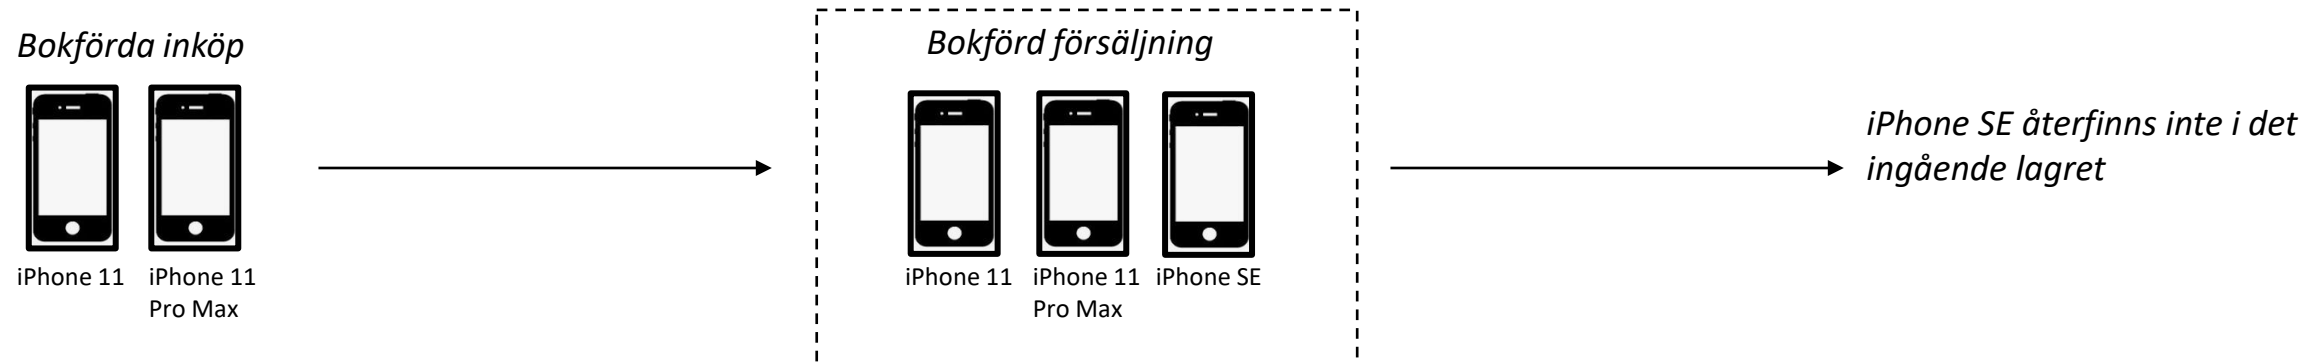 Bokförda inköp
iPhone 11
iPhone 11
Pro Max
Bokförd försäljning
iPhone 11
iPhone 11
Pro Max
iPhone SE
iPhone SE återfinns inte i det
ingående lagret